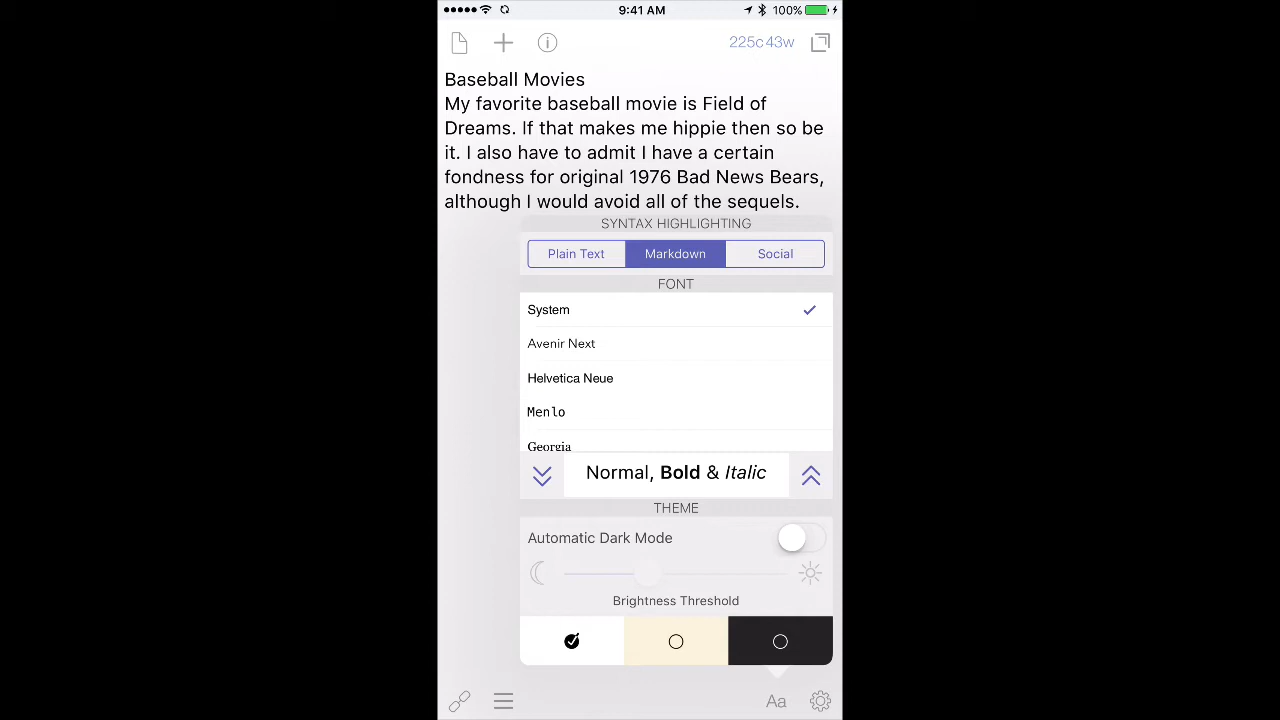 9:41 AM
100%
225c 43w
Baseball Movies
My favorite baseball movie is Field of
Dreams. If that makes me hippie then so be
it. I also have to admit I have a certain
fondness for original 1976 Bad News Bears,
although I would avoid all of the sequels.
SYNTAX HIGHLIGHTING
Plain Text Markdown Social
FONT
System
Avenir Next
Helvetica Neue
Menlo
Georgia
Normal, Bold & Italic
THEME
Automatic Dark Mode
Brightness Threshold
Aa